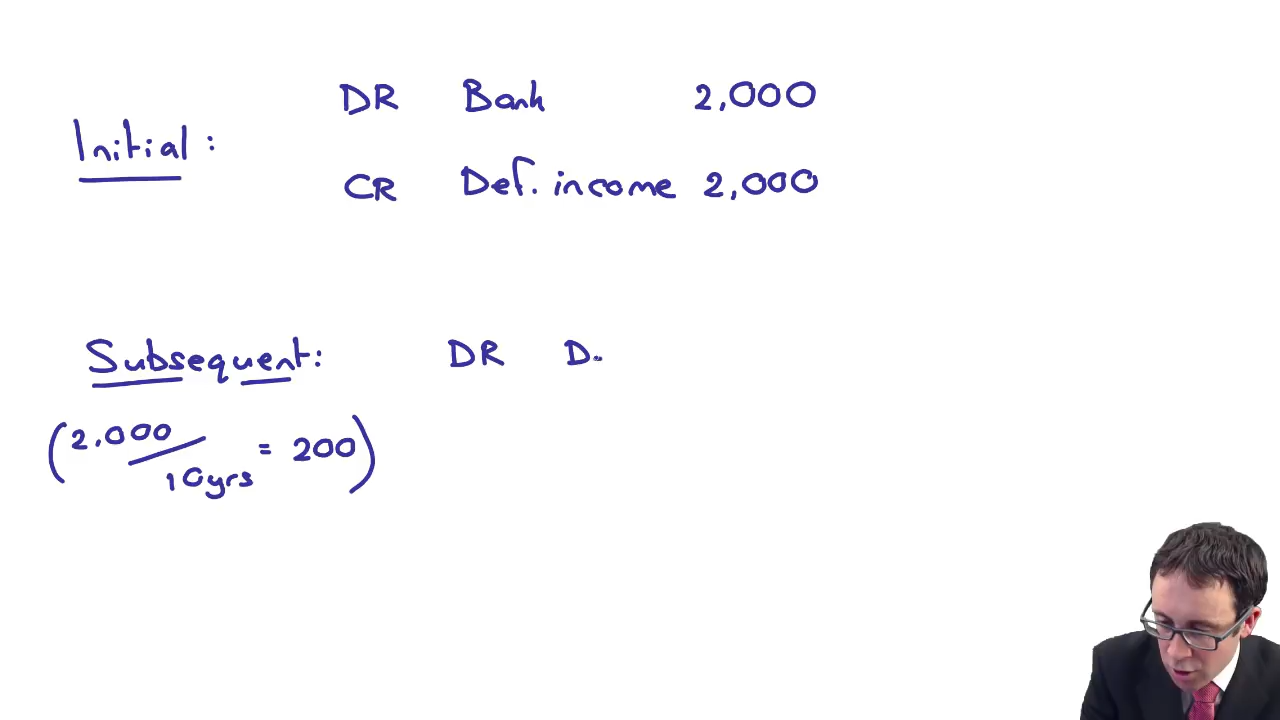 DR Bank 2,000
Initial:
CR Def. income 2,000
Subsequent: DR D
(2.000/10yrs = 200)